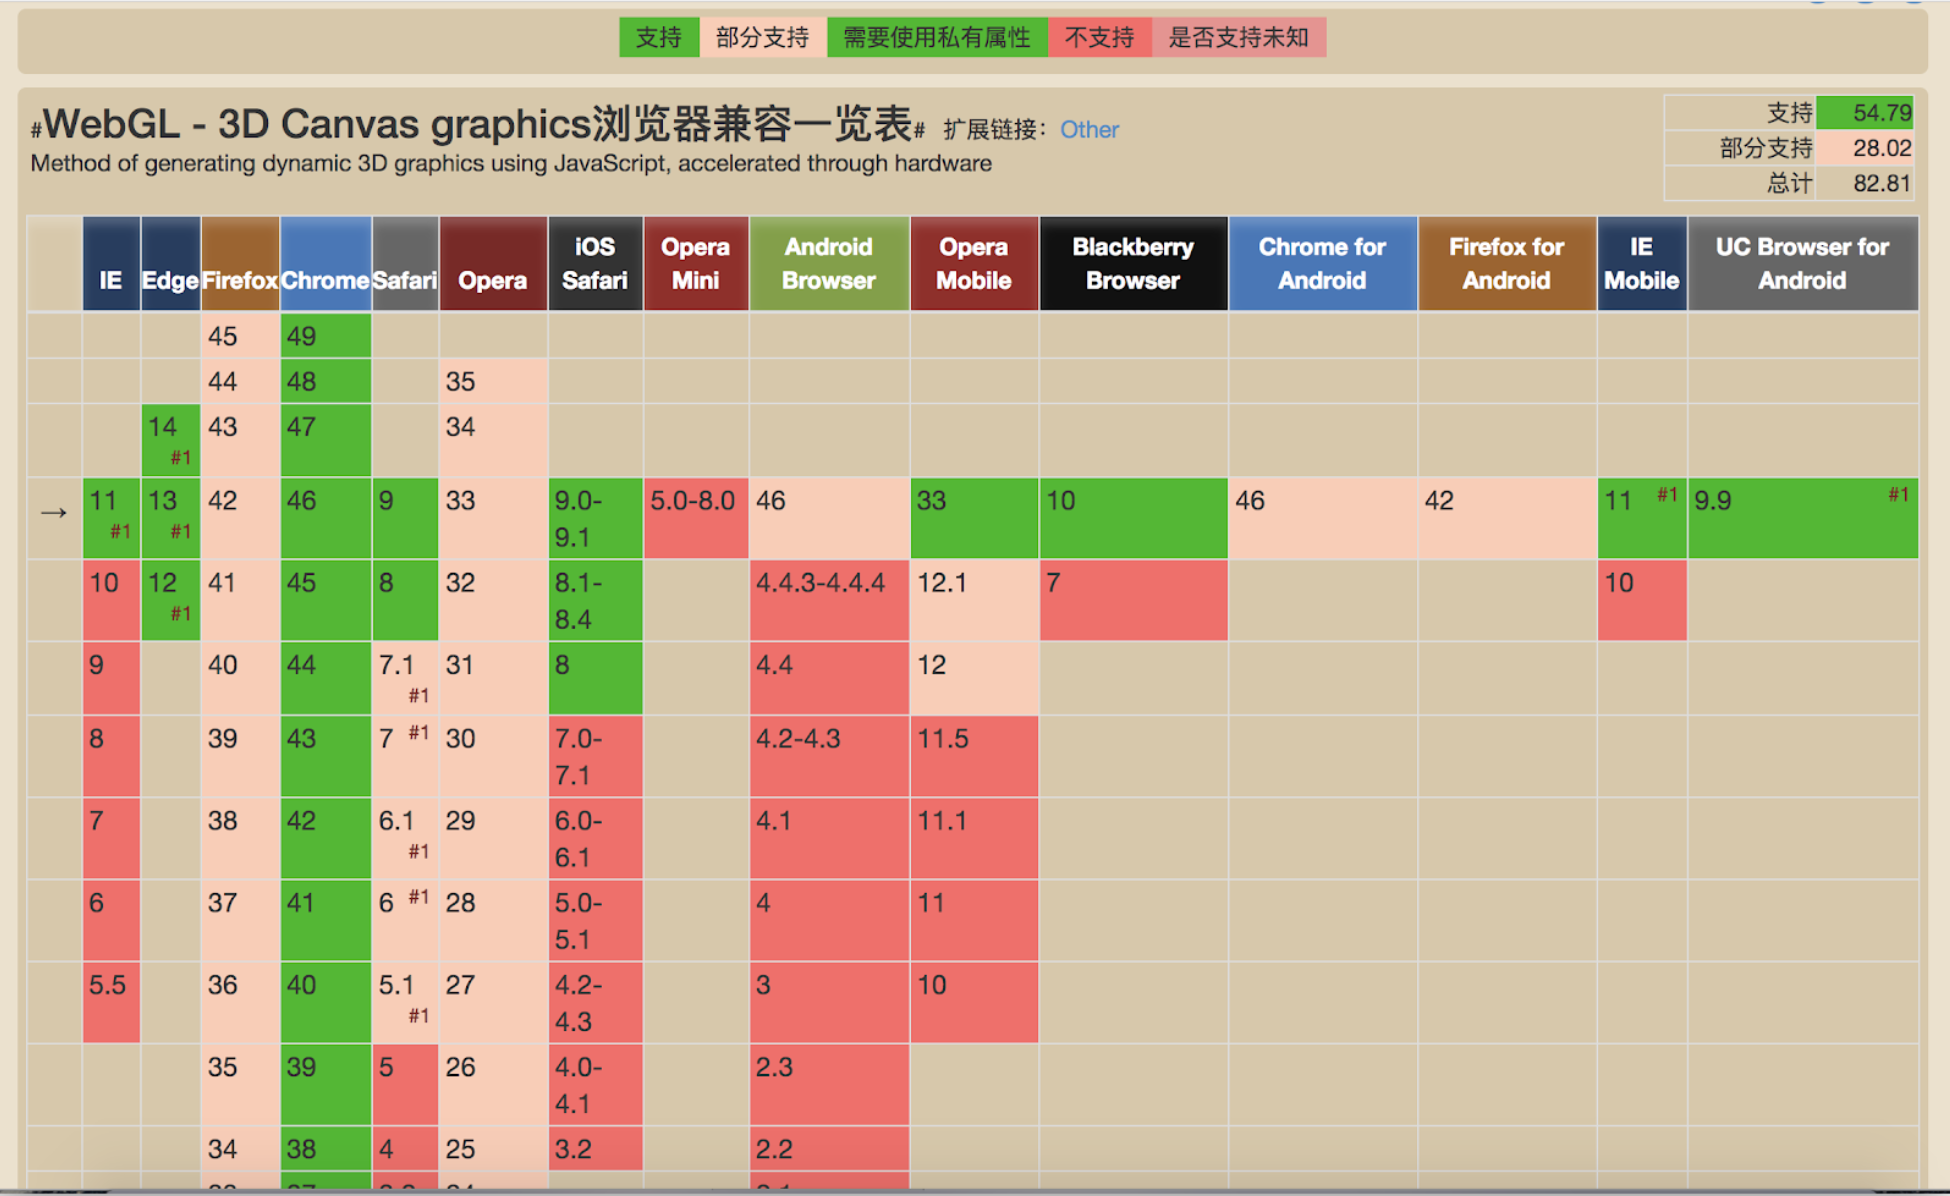 支持 部分支持 需要使用私有属性 不支持 是否支持未知
#WebGL - 3D Canvas graphics浏览器兼容一览表# 扩展链接： Other
Method of generating dynamic 3D graphics using JavaScript, accelerated through hardware
支持 54.79
部分支持 28.02
总计 82.81
IE Edge Firefox Chrome Safari Opera iOS Safari Opera Mini Android Browser Opera Mobile Blackberry Browser Chrome for Android Firefox for Android IE Mobile UC Browser for Android
45 49
44 48 35
14 #1 43 47 34
→ 11 #1 13 #1 42 46 9 33 9.0-9.1 5.0-8.0 46 33 10 46 42 11 #1 9.9 #1
10 12 #1 41 45 8 32 8.1-8.4 4.4.3-4.4.4 12.1 7 10
9 40 44 7.1 #1 31 8 4.4 12
8 39 43 7 #1 30 7.0-7.1 4.2-4.3 11.5
7 38 42 6.1 #1 29 6.0-6.1 4.1 11.1
6 37 41 6 #1 28 5.0-5.1 4 11
5.5 36 40 5.1 #1 27 4.2-4.3 3 10
35 39 5 26 4.0-4.1 2.3
34 38 4 25 3.2 2.2